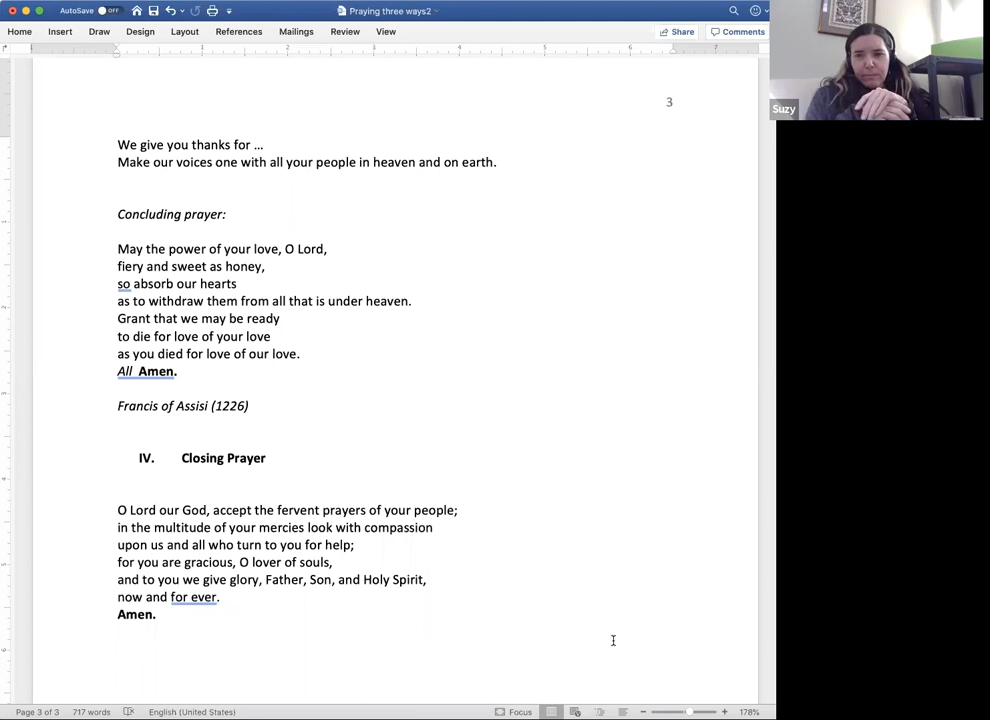 AutoSave OFF
Praying three ways2
Home Insert Draw Design Layout References Mailings Review View Share Comments
1 1 2 3 4 5 6 7
Suzy
3
We give you thanks for ...
Make our voices one with all your people in heaven and on earth.
Concluding prayer:
May the power of your love, O Lord,
fiery and sweet as honey,
so absorb our hearts
as to withdraw them from all that is under heaven.
Grant that we may be ready
to die for love of your love
as you died for love of our love.
All Amen.
Francis of Assisi (1226)
IV. Closing Prayer
O Lord our God, accept the fervent prayers of your people;
in the multitude of your mercies look with compassion
upon us and all who turn to you for help;
for you are gracious, O lover of souls,
and to you we give glory, Father, Son, and Holy Spirit,
now and for ever.
Amen.
Page 3 of 3 717 words English (United States) Focus 178%